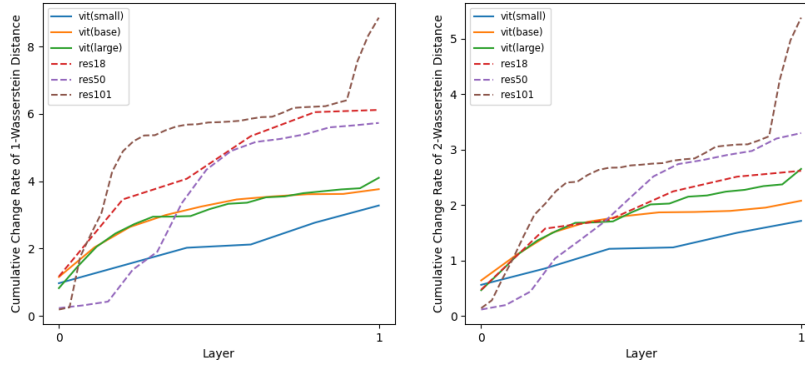 Cumulative Change Rate of 1-Wasserstein Distance
8
6
4
2
0
vit(small)
vit(base)
vit(large)
res18
res50
res101
0
1
Layer
Cumulative Change Rate of 2-Wasserstein Distance
5
4
3
2
1
0
vit(small)
vit(base)
vit(large)
res18
res50
res101
0
1
Layer